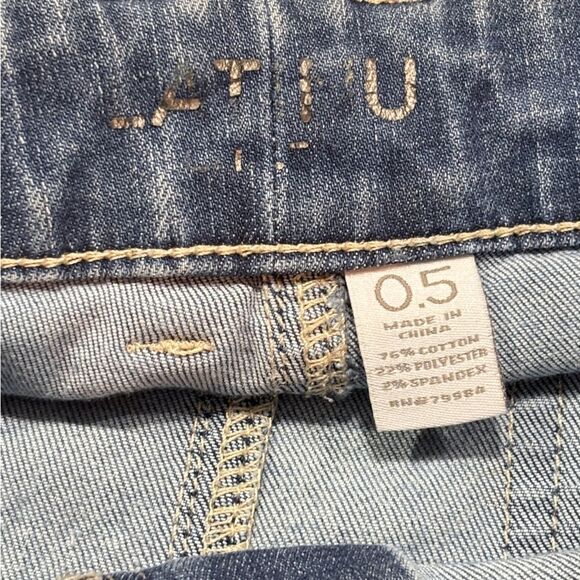 0.5
MADE IN
CHINA
76% COTTON
22% POLYESTER
2% SPANDEX
RN# 79984